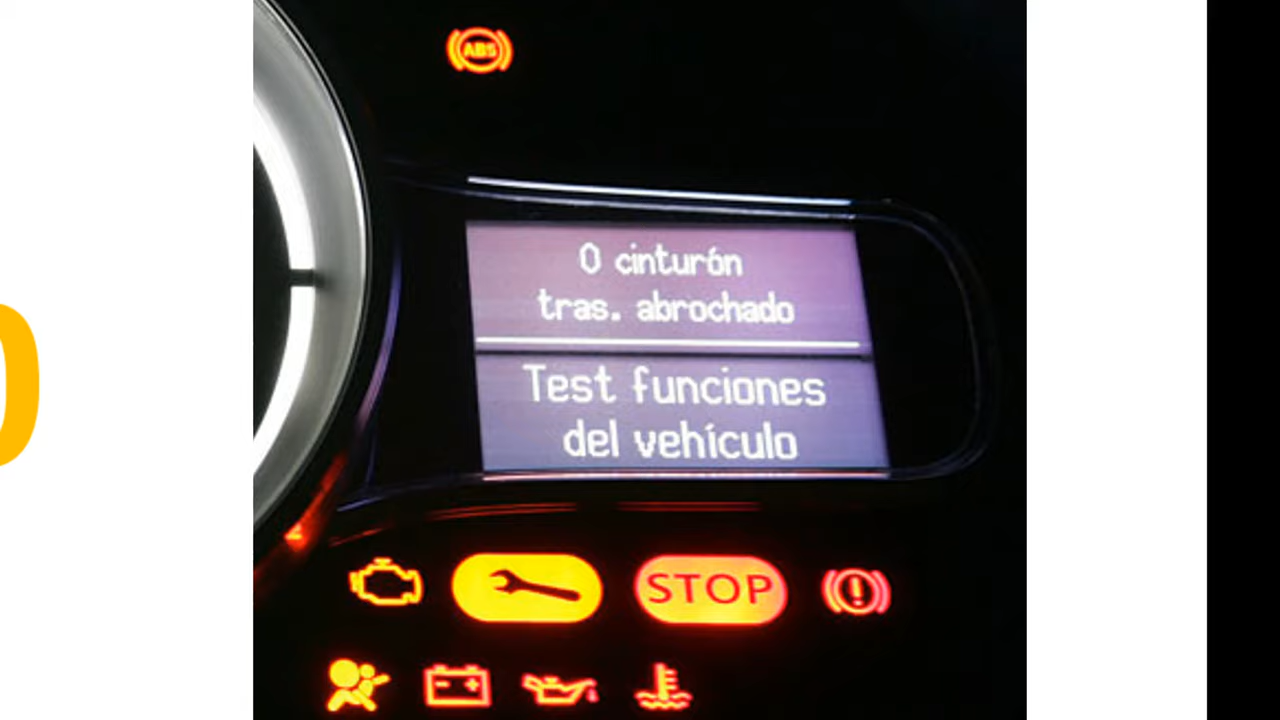 ABS
0 cinturón
tras. abrochado
Test funciones
del vehículo
STOP